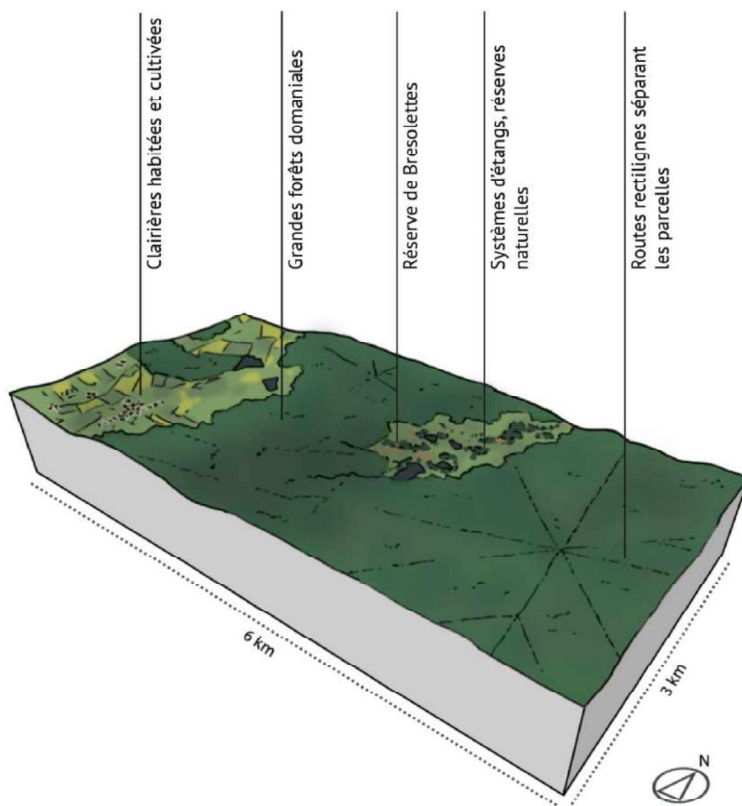 Clairières habitées et cultivées
Grandes forêts domaniales
Réserve de Bresolettes
Systèmes d'étangs, réserves
naturelles
Routes rectilignes séparant
les parcelles
6 km
3 km
N